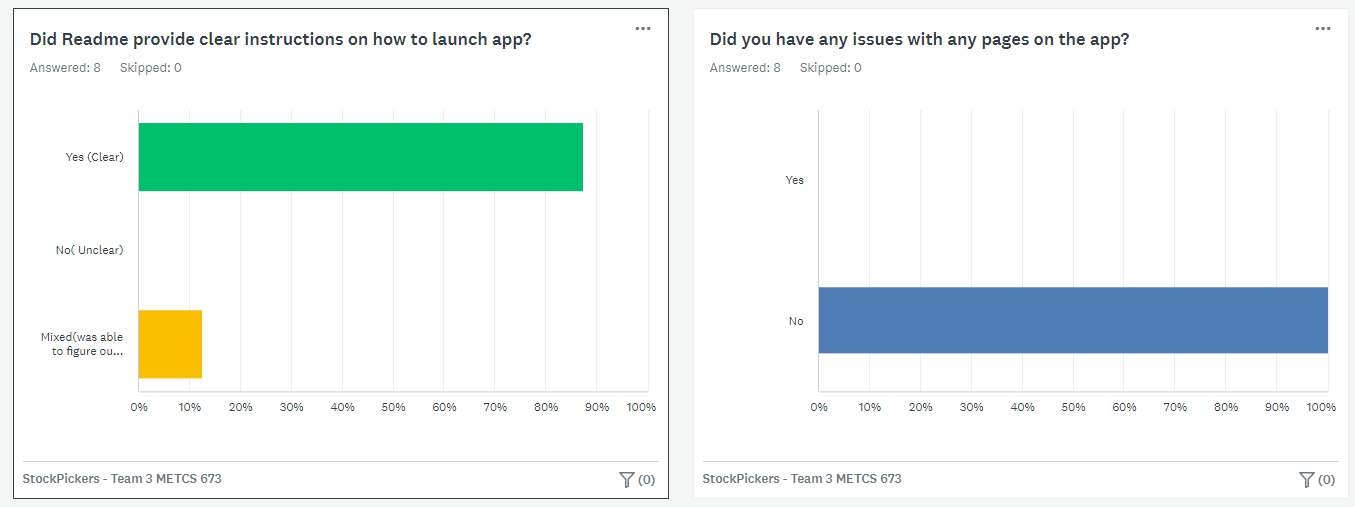 Did Readme provide clear instructions on how to launch app?
Answered: 8 Skipped: 0
Yes (Clear)
No( Unclear)
Mixed(was able
to figure ou...
0% 10% 20% 30% 40% 50% 60% 70% 80% 90% 100%
StockPickers - Team 3 METCS 673
(0)
Did you have any issues with any pages on the app?
Answered: 8 Skipped: 0
Yes
No
0% 10% 20% 30% 40% 50% 60% 70% 80% 90% 100%
StockPickers - Team 3 METCS 673
(0)